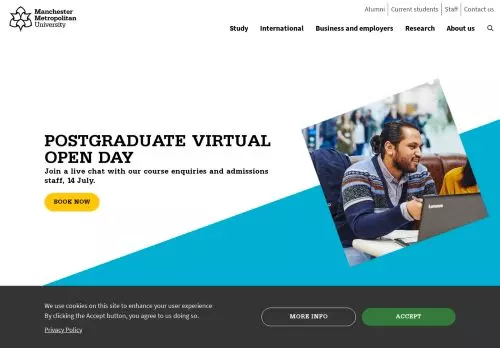 Manchester
Metropolitan
University
Alumni
Current students
Staff
Contact us
Study
International
Business and employers
Research
About us
POSTGRADUATE VIRTUAL
OPEN DAY
Join a live chat with our course enquiries and admissions
staff, 14 July.
BOOK NOW
Lenovo
We use cookies on this site to enhance your user experience
By clicking the Accept button, you agree to us doing so.
Privacy Policy
MORE INFO
ACCEPT